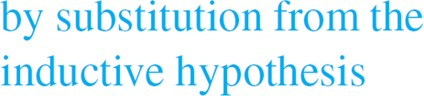 by substitution from the
inductive hypothesis